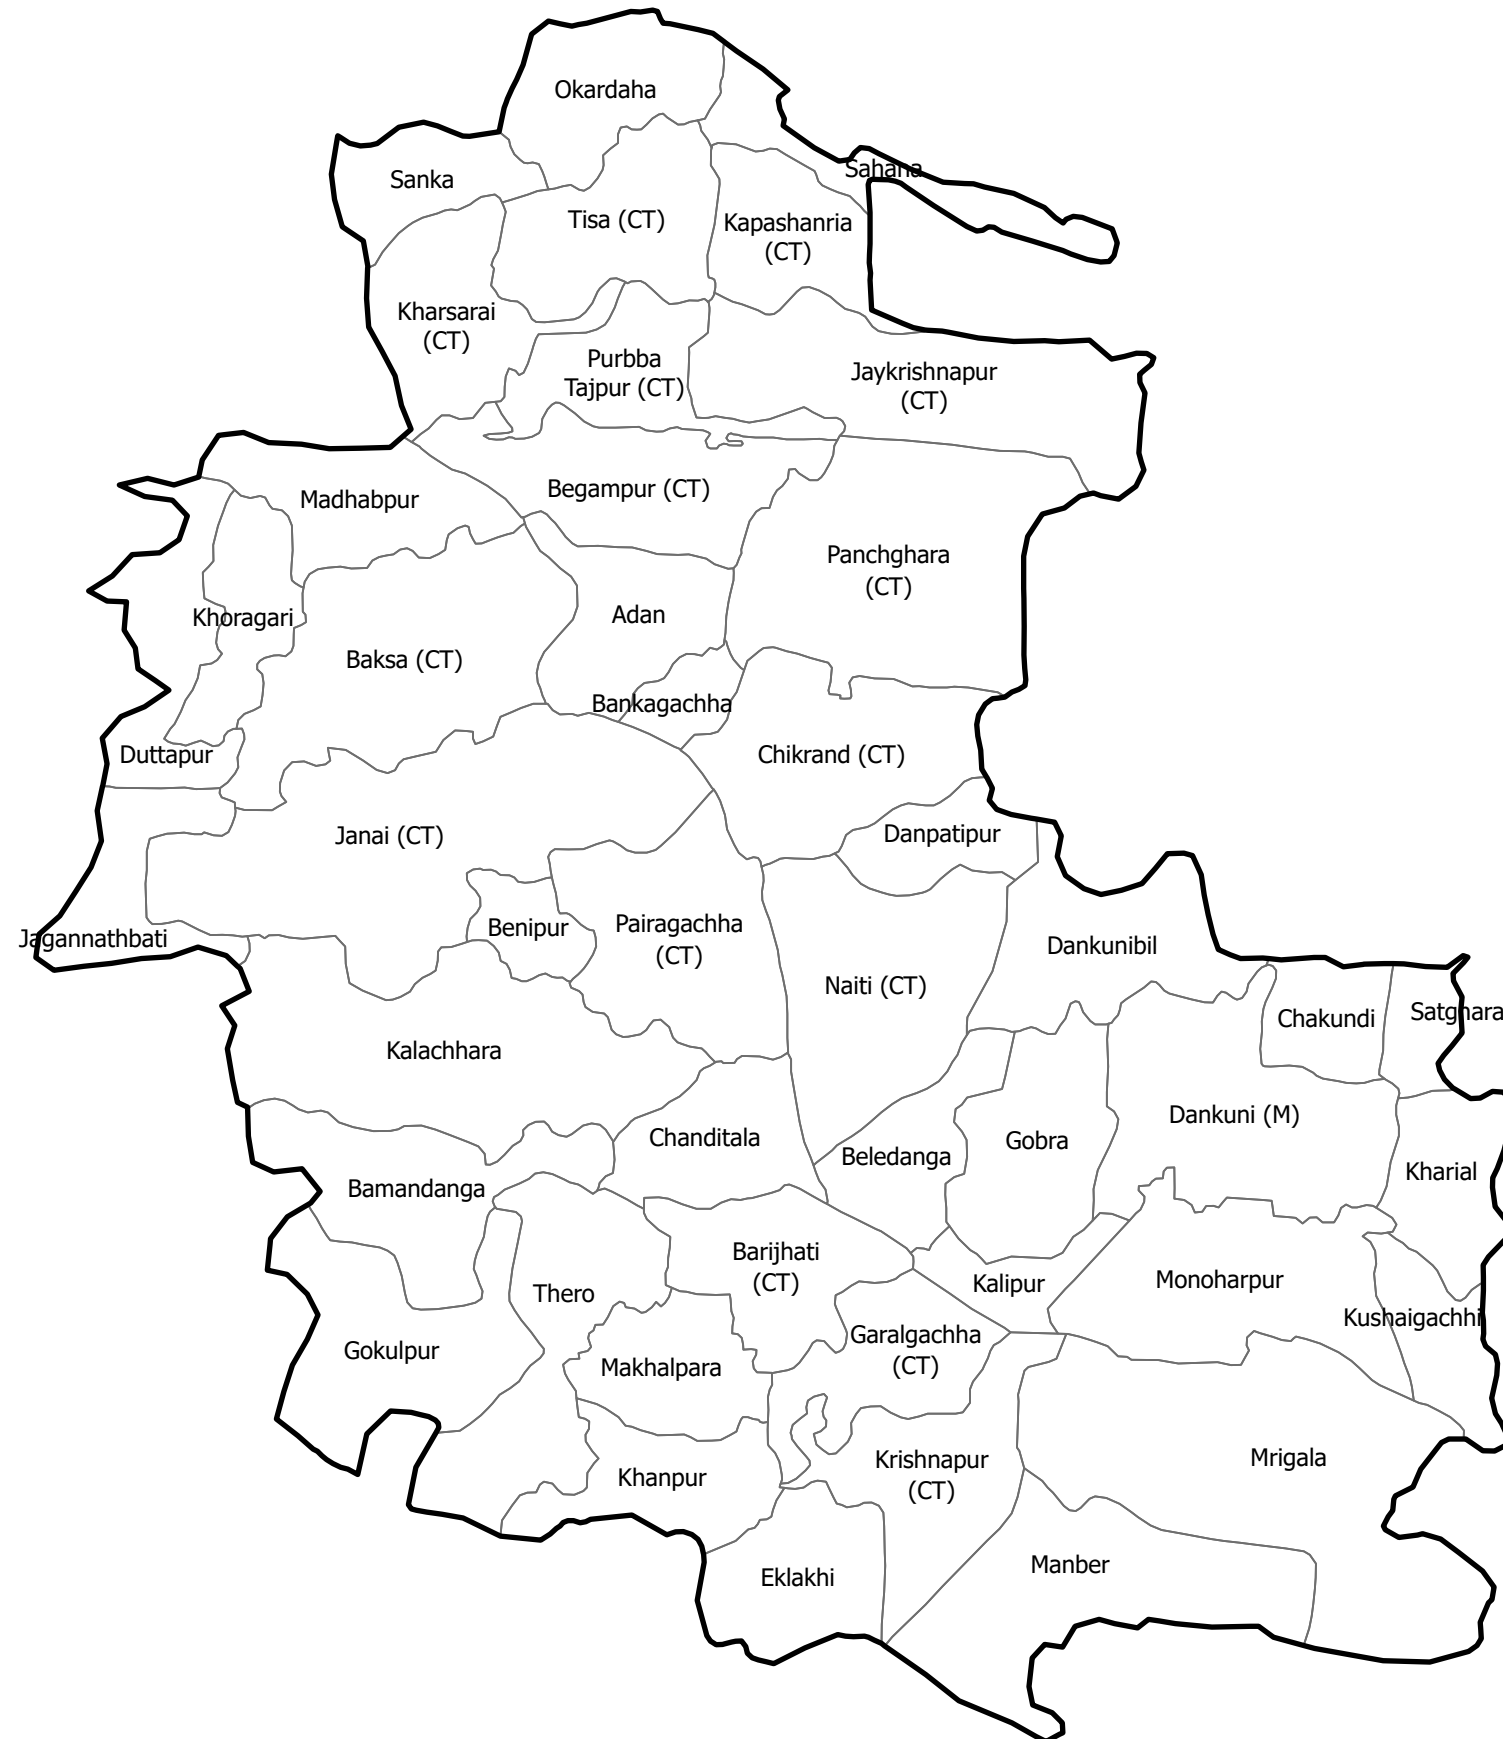 Okardaha
Sahana
Sanka
Tisa (CT)
Kapashanria
(CT)
Kharsarai
(CT)
Purbba
Tajpur (CT)
Jaykrishnapur
(CT)
Begampur (CT)
Madhabpur
Panchghara
(CT)
Khoragari
Adan
Baksa (CT)
Bankagachha
Duttapur
Chikrand (CT)
Janai (CT)
Danpatipur
Jagannathbati
Benipur
Pairagachha
(CT)
Dankunibil
Naiti (CT)
Chakundi
Satghara
Kalachhara
Dankuni (M)
Chanditala
Gobra
Beledanga
Kharial
Bamandanga
Barijhati
(CT)
Thero
Kalipur
Monoharpur
Kushaigachhi
Gokulpur
Garalgachha
(CT)
Makhalpara
Khanpur
Krishnapur
(CT)
Mrigala
Eklakhi
Manber